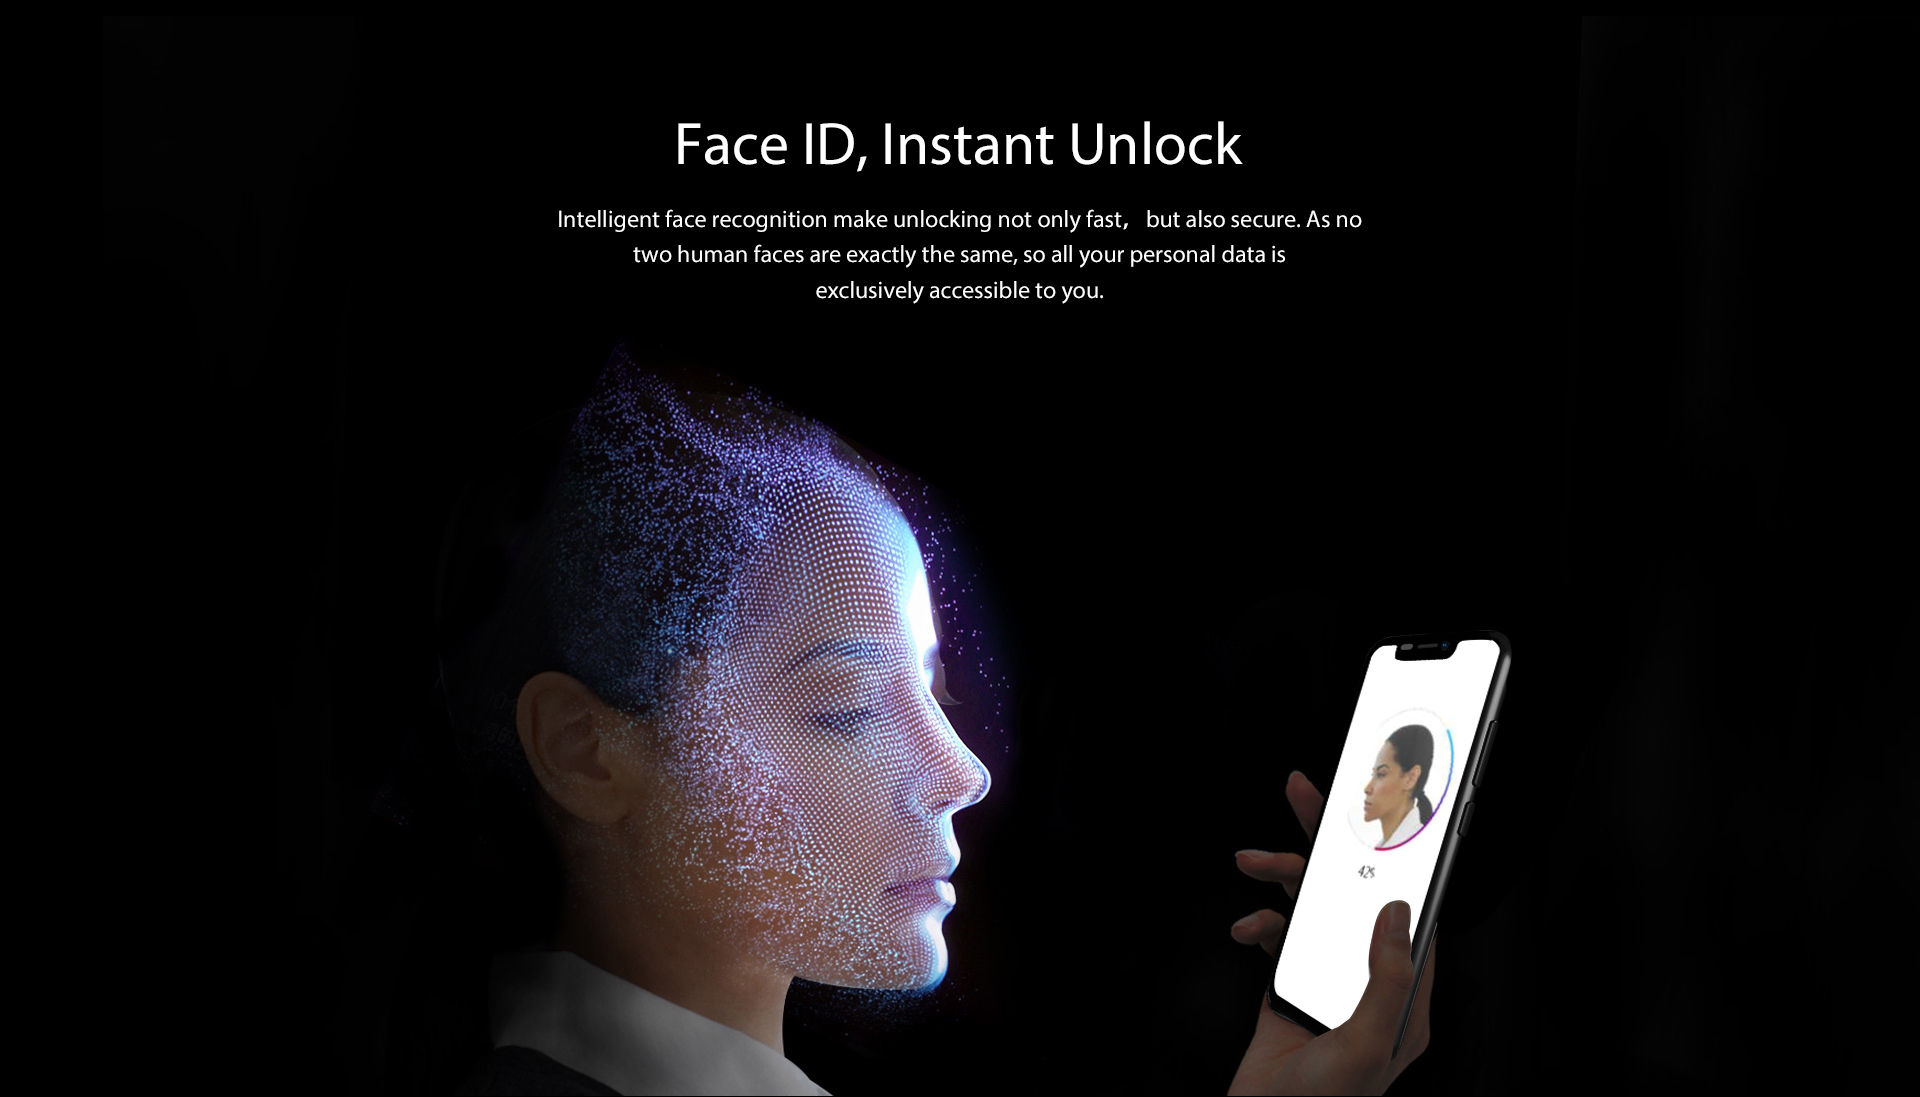 Face ID, Instant Unlock
Intelligent face recognition make unlocking not only fast， but also secure. As no
two human faces are exactly the same, so all your personal data is
exclusively accessible to you.